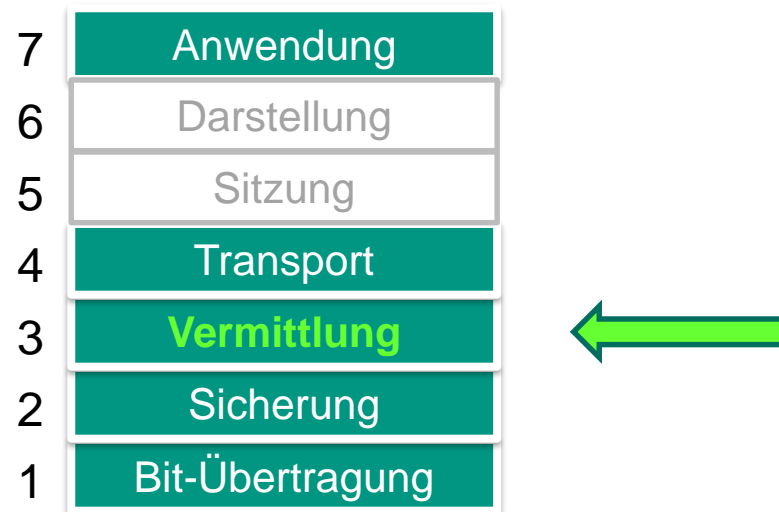 7 Anwendung
6 Darstellung
5 Sitzung
4 Transport
3 Vermittlung
2 Sicherung
1 Bit-Übertragung